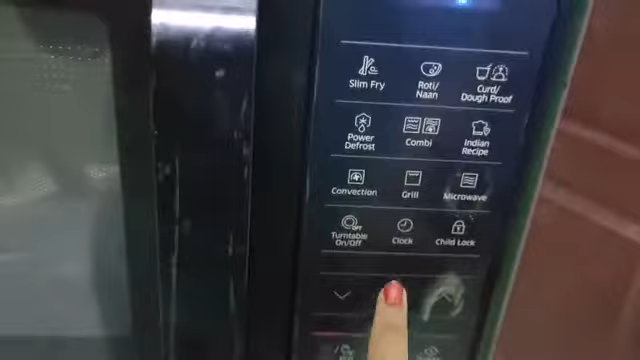 Slim Fry
Roti/
Naan
Curd/
Dough Proof
Power
Defrost
Combi
Indian
Recipe
Convection
Grill
Microwave
Turntable
On/Off
Clock
Child Lock